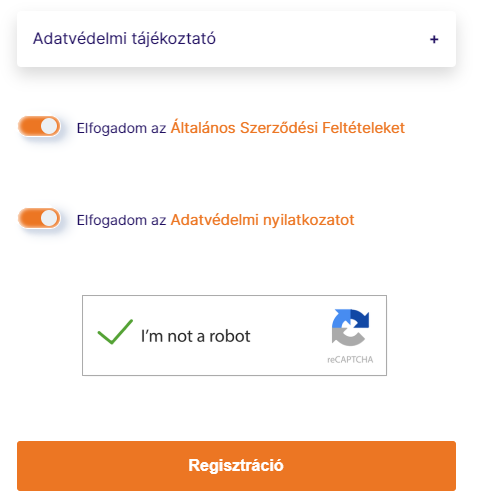 Adatvédelmi tájékoztató +
Elfogadom az Általános Szerződési Feltételeket
Elfogadom az Adatvédelmi nyilatkozatot
I'm not a robot
reCAPTCHA
Regisztráció